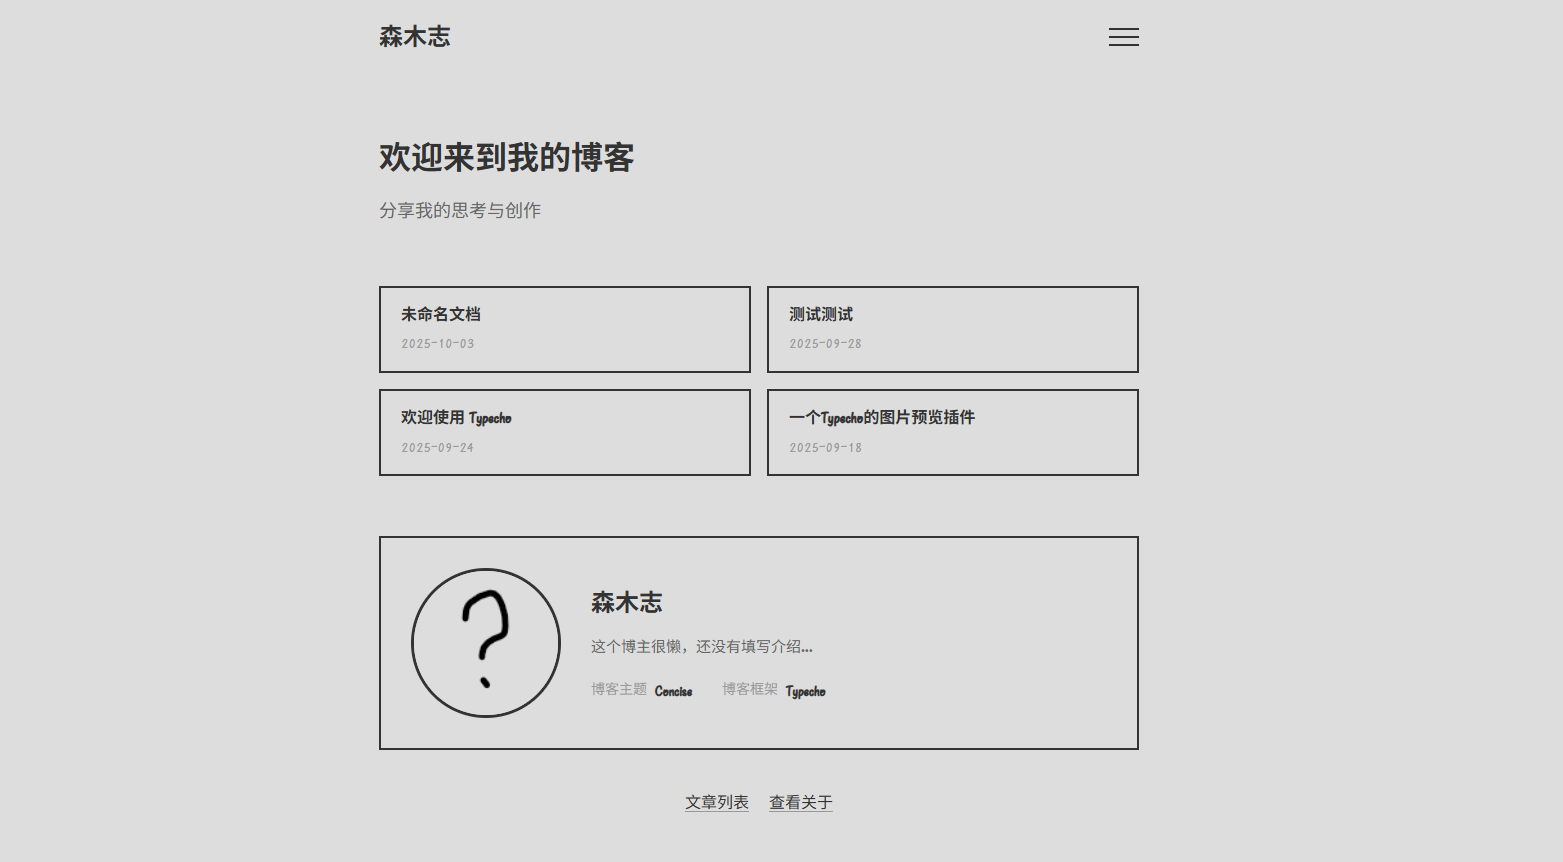 森木志
欢迎来到我的博客
分享我的思考与创作
未命名文档
2025-10-03
测试测试
2025-09-28
欢迎使用 Typecho
2025-09-24
一个Typecho的图片预览插件
2025-09-18
?
森木志
这个博主很懒，还没有填写介绍...
博客主题 Concise 博客框架 Typecho
文章列表 查看关于